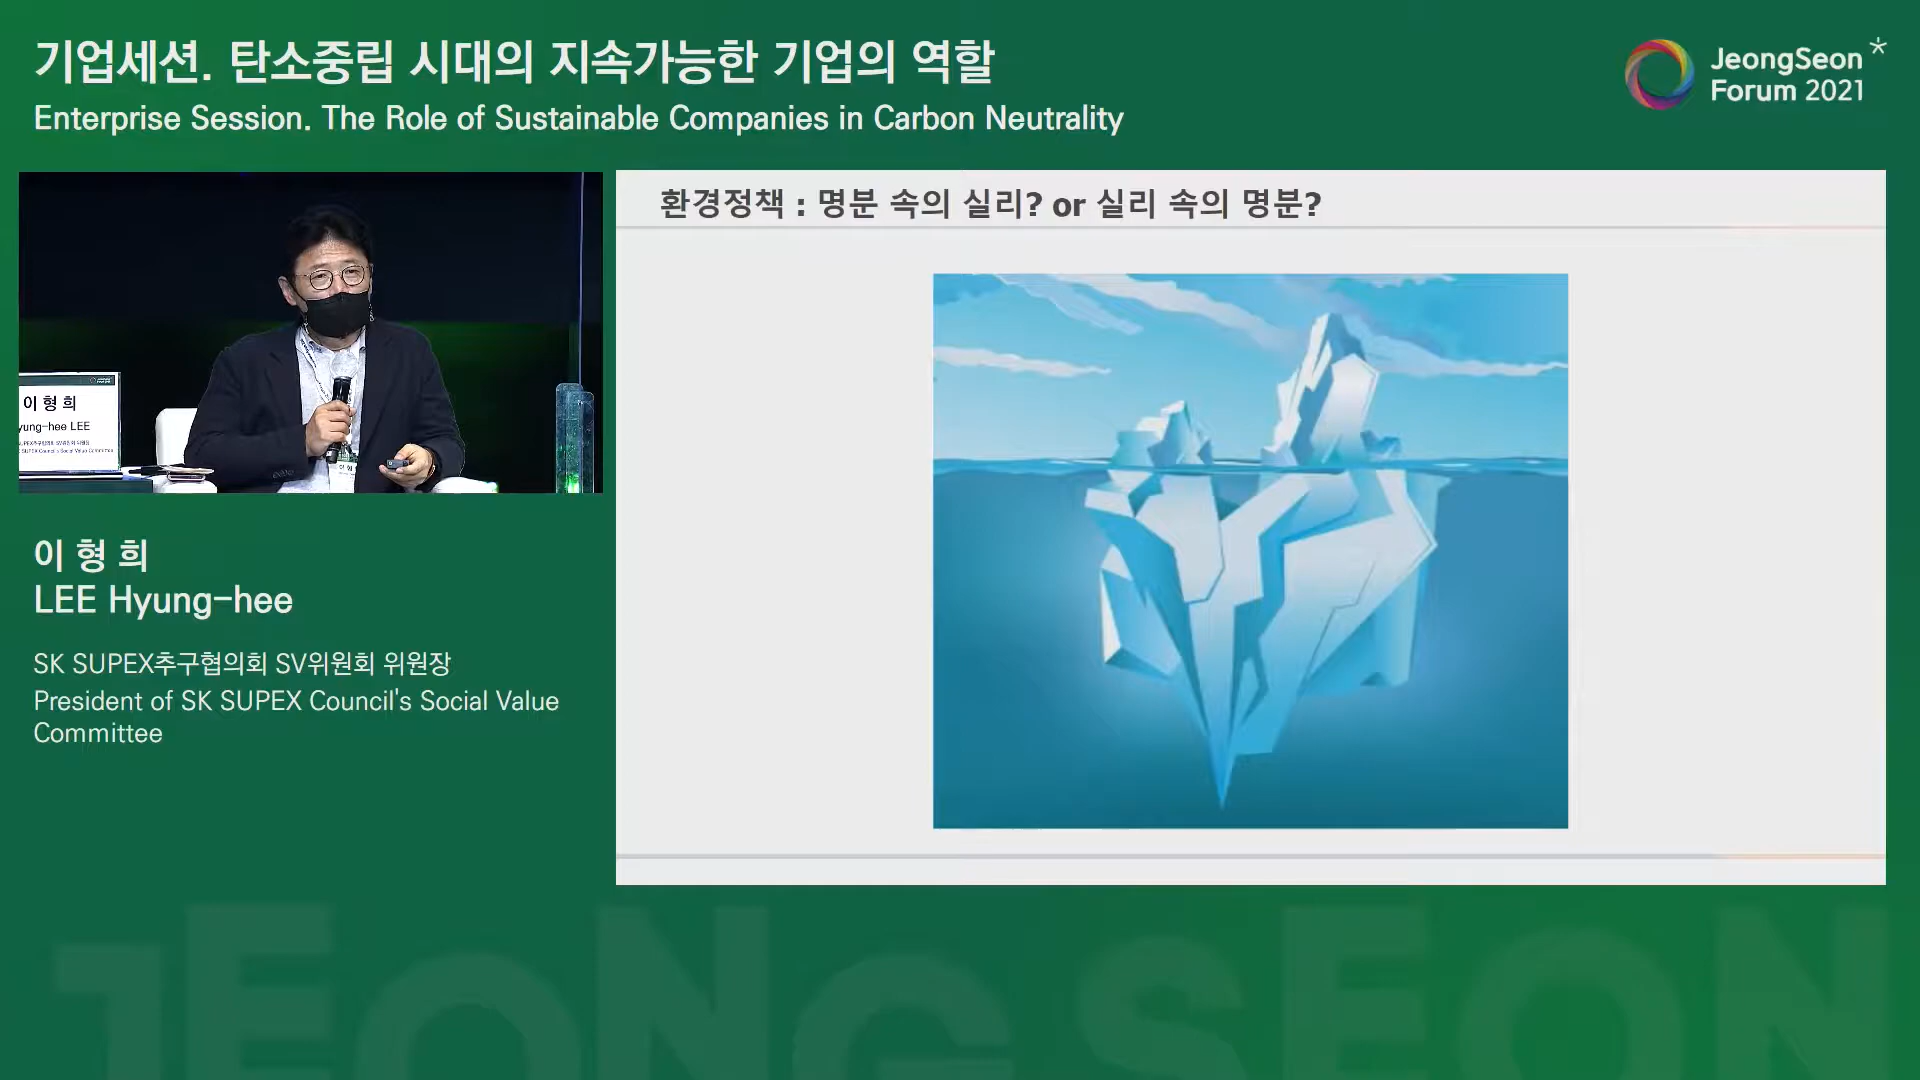 기업세션. 탄소중립 시대의 지속가능한 기업의 역할
Enterprise Session. The Role of Sustainable Companies in Carbon Neutrality
JeongSeon
Forum 2021
환경정책 : 명분 속의 실리? or 실리 속의 명분?
이 형 희
yung-hee LEE
이 형 희
LEE Hyung-hee
SK SUPEX추구협의회 SV위원회 위원장
President of SK SUPEX Council's Social Value
Committee
JEONG SEON